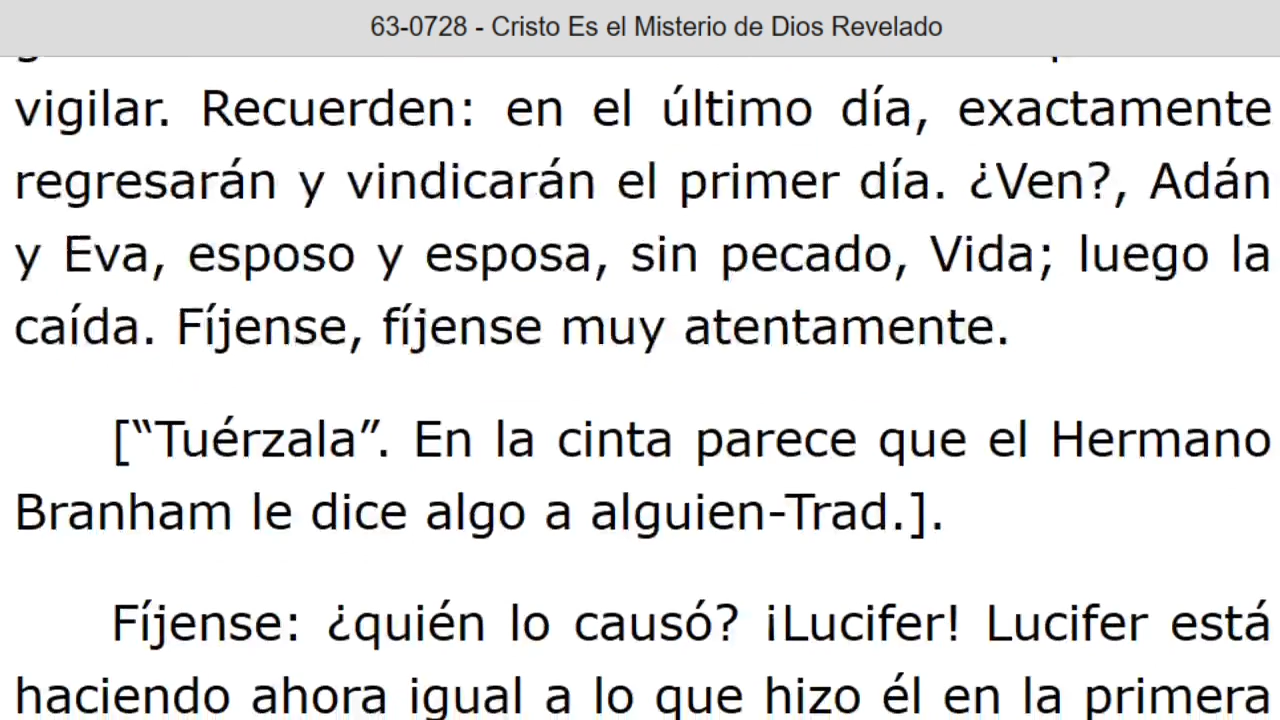 63-0728 - Cristo Es el Misterio de Dios Revelado
vigilar. Recuerden: en el último día, exactamente
regresarán y vindicarán el primer día. ¿Ven?, Adán
y Eva, esposo y esposa, sin pecado, Vida; luego la
caída. Fíjense, fíjense muy atentamente.
[“Tuérzala”. En la cinta parece que el Hermano
Branham le dice algo a alguien-Trad.].
Fíjense: ¿quién lo causó? ¡Lucifer! Lucifer está
haciendo ahora igual a lo que hizo él en la primera